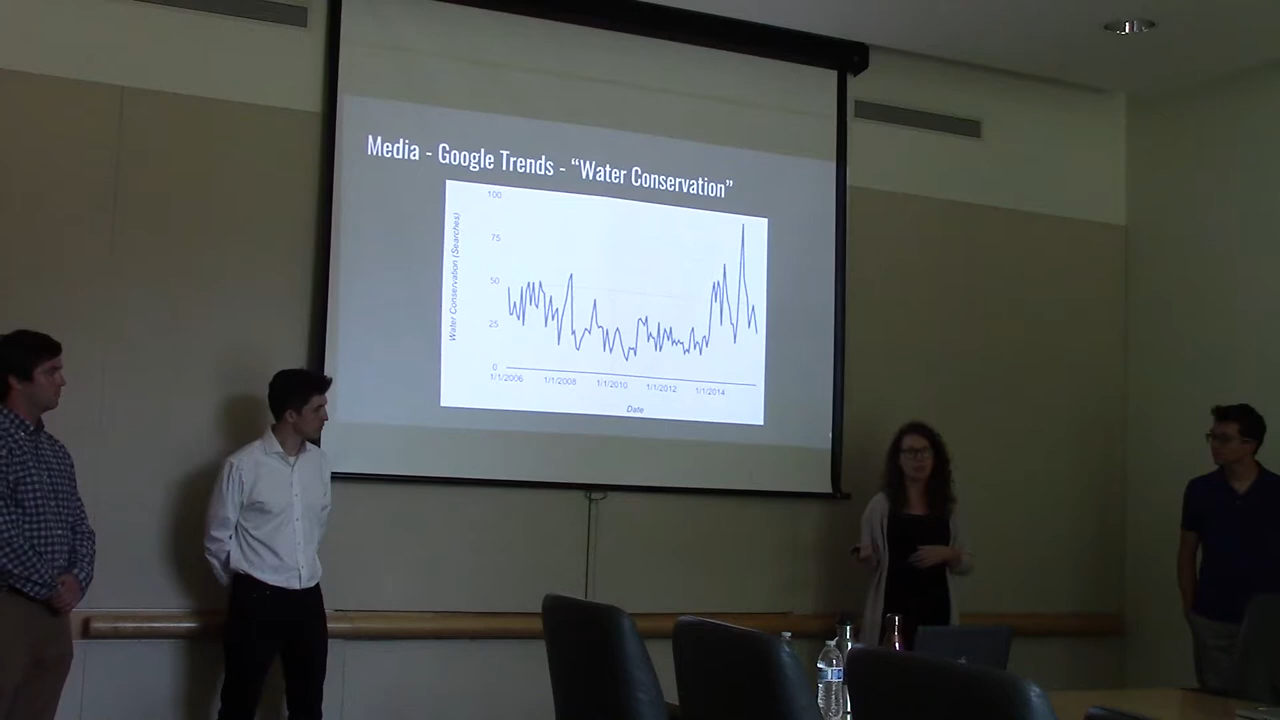 Media - Google Trends - “Water Conservation”
100
75
50
25
0
Water Conservation (Searches)
1/1/2006 1/1/2008 1/1/2010 1/1/2012 1/1/2014
Date